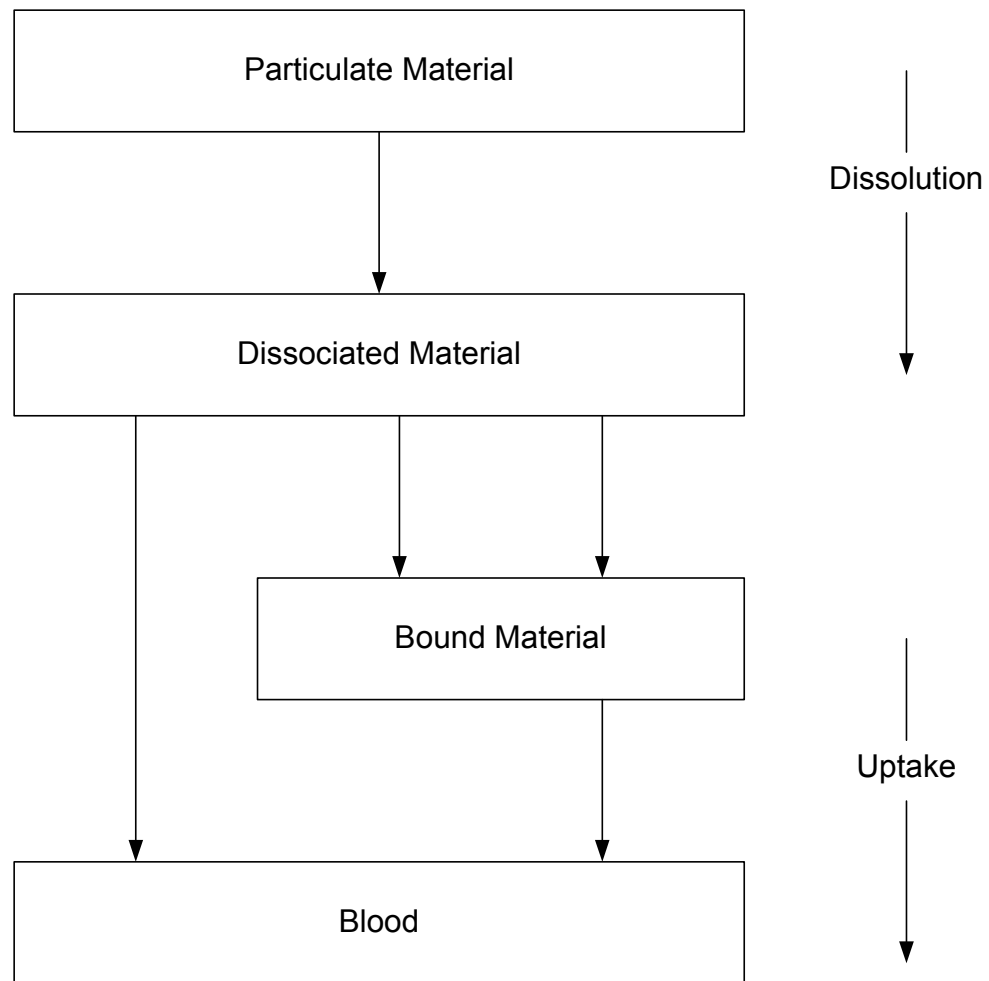 Particulate Material
Dissolution
Dissociated Material
Bound Material
Uptake
Blood